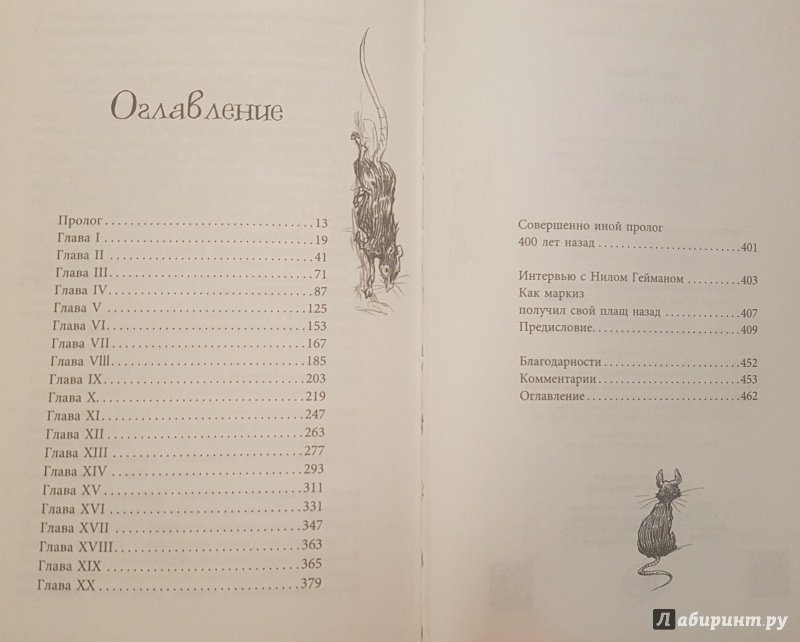 Оглавление
Пролог.................................13
Глава I.................................19
Глава II................................41
Глава III...............................71
Глава IV................................87
Глава V................................125
Глава VI...............................153
Глава VII..............................167
Глава VIII.............................185
Глава IX...............................203
Глава X................................219
Глава XI...............................247
Глава XII..............................263
Глава XIII.............................277
Глава XIV..............................293
Глава XV...............................311
Глава XVI..............................331
Глава XVII.............................347
Глава XVIII............................363
Глава XIX..............................365
Глава XX...............................379
Совершенно иной пролог
400 лет назад .......................401
Интервью с Нилом Гейманом.......403
Как маркиз
получил свой плащ назад ..........407
Предисловие.........................409
Благодарности.......................452
Комментарии........................453
Оглавление..........................462
Лабиринт.ру